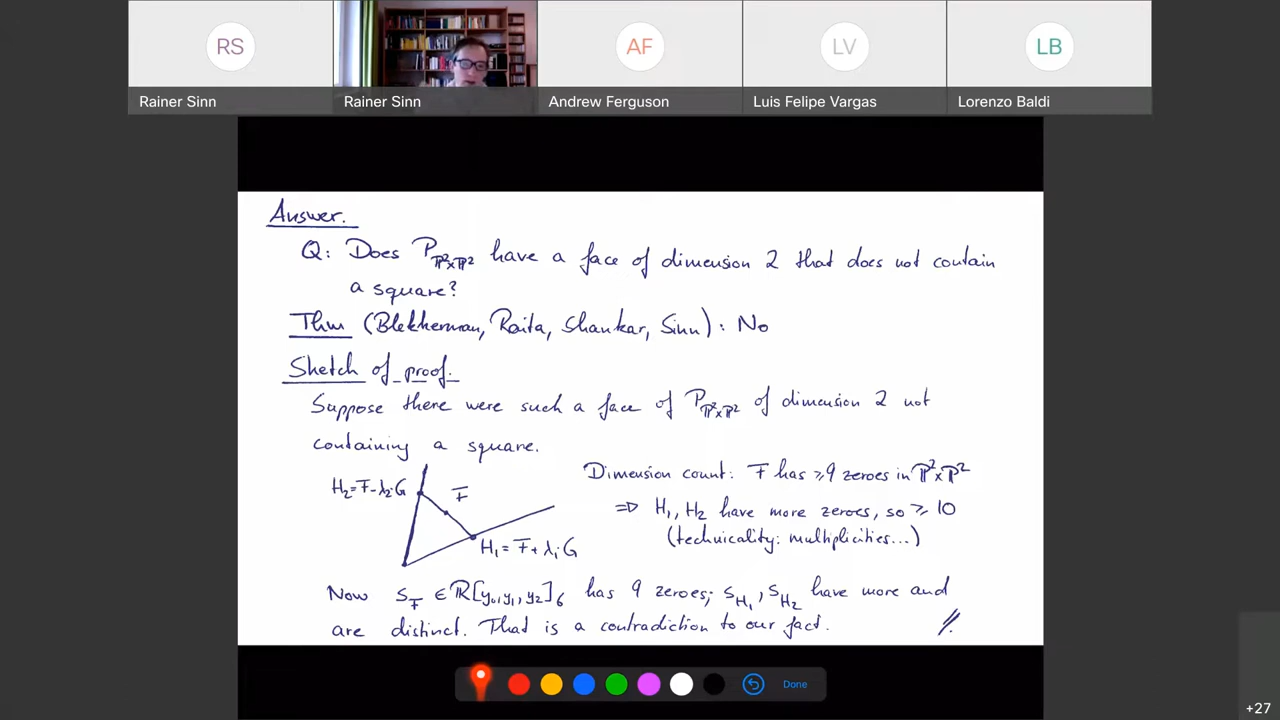 RS
AF
LV
LB
Rainer Sinn
Rainer Sinn
Andrew Ferguson
Luis Felipe Vargas
Lorenzo Baldi
Answer.
Q: Does P_{ℙ²×ℙ²} have a face of dimension 2 that does not contain
a square?
Thm (Blekherman, Raita, Shankar, Sinn): No
Sketch of proof.
Suppose there were such a face of P_{ℙ²×ℙ²} of dimension 2 not
containing a square.
H₂=F-λ₂·G
F
H₁=F+λ₁G
Dimension count: F has ≥9 zeroes in ℙ²×ℙ²
⇒ H₁, H₂ have more zeroes, so ≥ 10
(technicality: multiplicities...)
Now s_F ∈ ℝ[y₀,y₁,y₂]₆ has 9 zeroes; s_{H₁}, s_{H₂} have more and
are distinct. That is a contradiction to our fact. //.
Done
+27